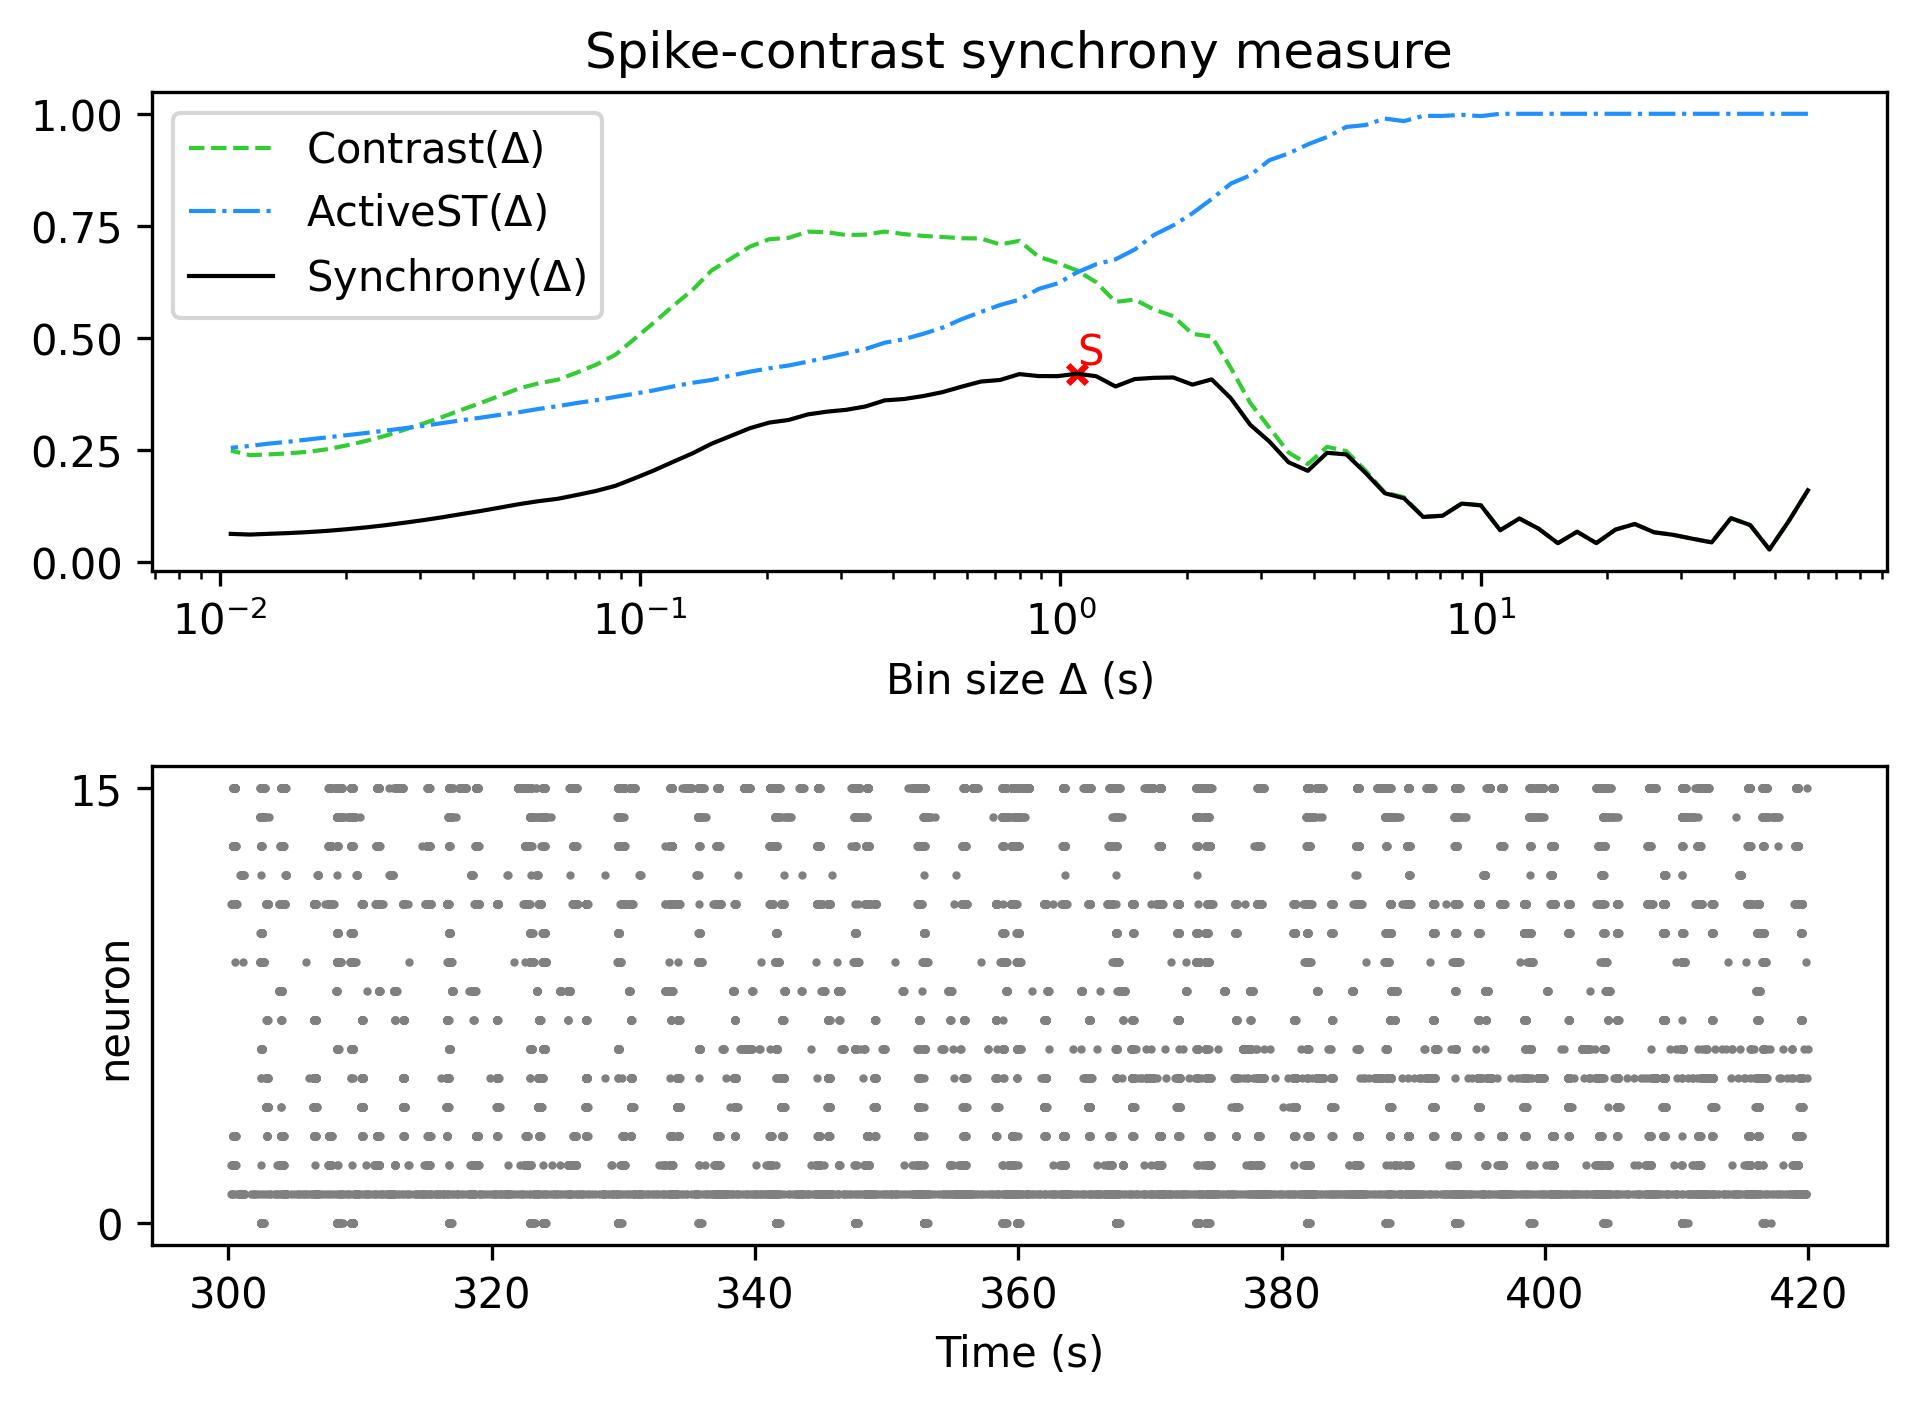 Spike-contrast synchrony measure
1.00
0.75
0.50
0.25
0.00
Contrast(Δ)
ActiveST(Δ)
Synchrony(Δ)
S
10⁻² 10⁻¹ 10⁰ 10¹
Bin size Δ (s)
15
0
neuron
300 320 340 360 380 400 420
Time (s)